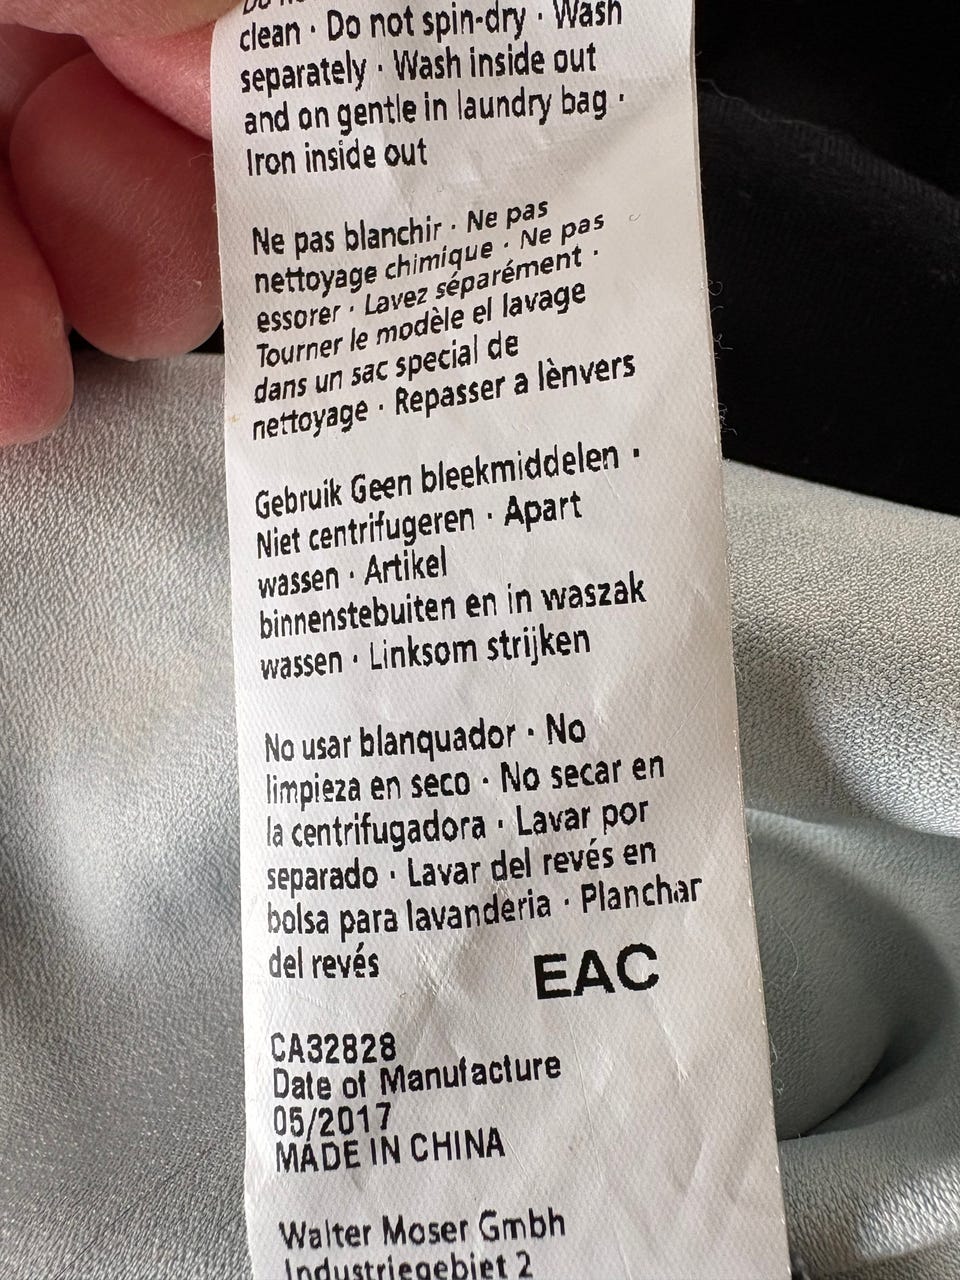 clean · Do not spin-dry · Wash
separately · Wash inside out
and on gentle in laundry bag ·
Iron inside out
Ne pas blanchir · Ne pas
nettoyage chimique · Ne pas
essorer · Lavez séparément ·
Tourner le modèle el lavage
dans un sac special de
nettoyage · Repasser a lènvers
Gebruik Geen bleekmiddelen ·
Niet centrifugeren · Apart
wassen · Artikel
binnenstebuiten en in waszak
wassen · Linksom strijken
No usar blanquador · No
limpieza en seco · No secar en
la centrifugadora · Lavar por
separado · Lavar del revés en
bolsa para lavanderia · Planchar
del revés
EAC
CA32828
Date of Manufacture
05/2017
MADE IN CHINA
Walter Moser Gmbh
Industriegebiet 2